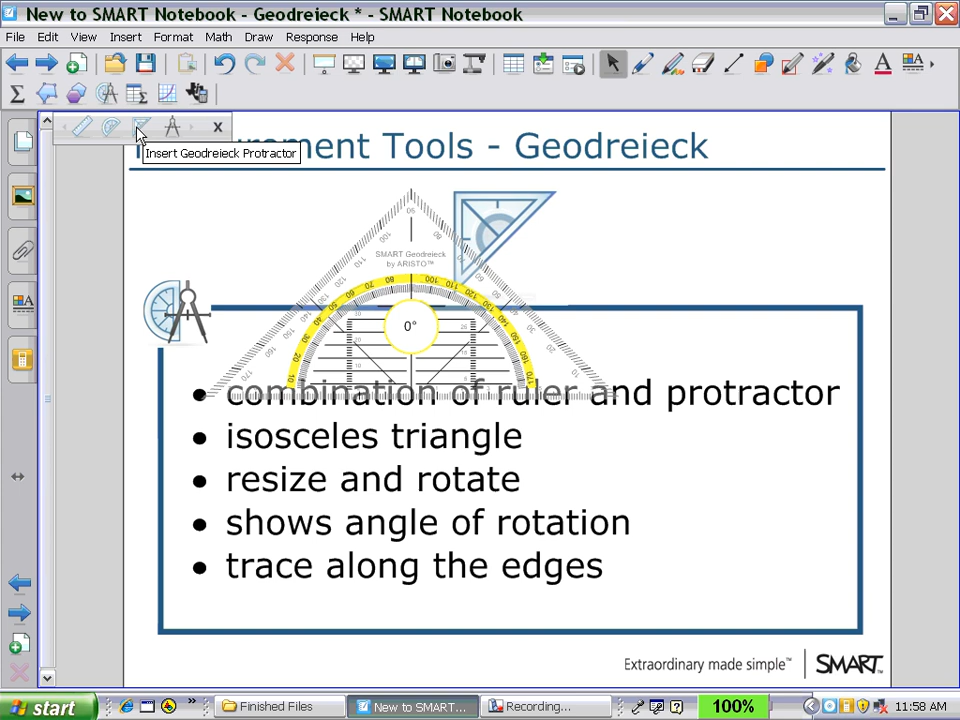 New to SMART Notebook - Geodreieck * - SMART Notebook
File Edit View Insert Format Math Draw Response Help
Insert Geodreieck Protractor
Tools - Geodreieck
SMART Geodreieck
by ARISTO™
0°
• combination of ruler and protractor
• isosceles triangle
• resize and rotate
• shows angle of rotation
• trace along the edges
Extraordinary made simple™ SMART
start
Finished Files
New to SMART...
Recording...
100%
11:58 AM